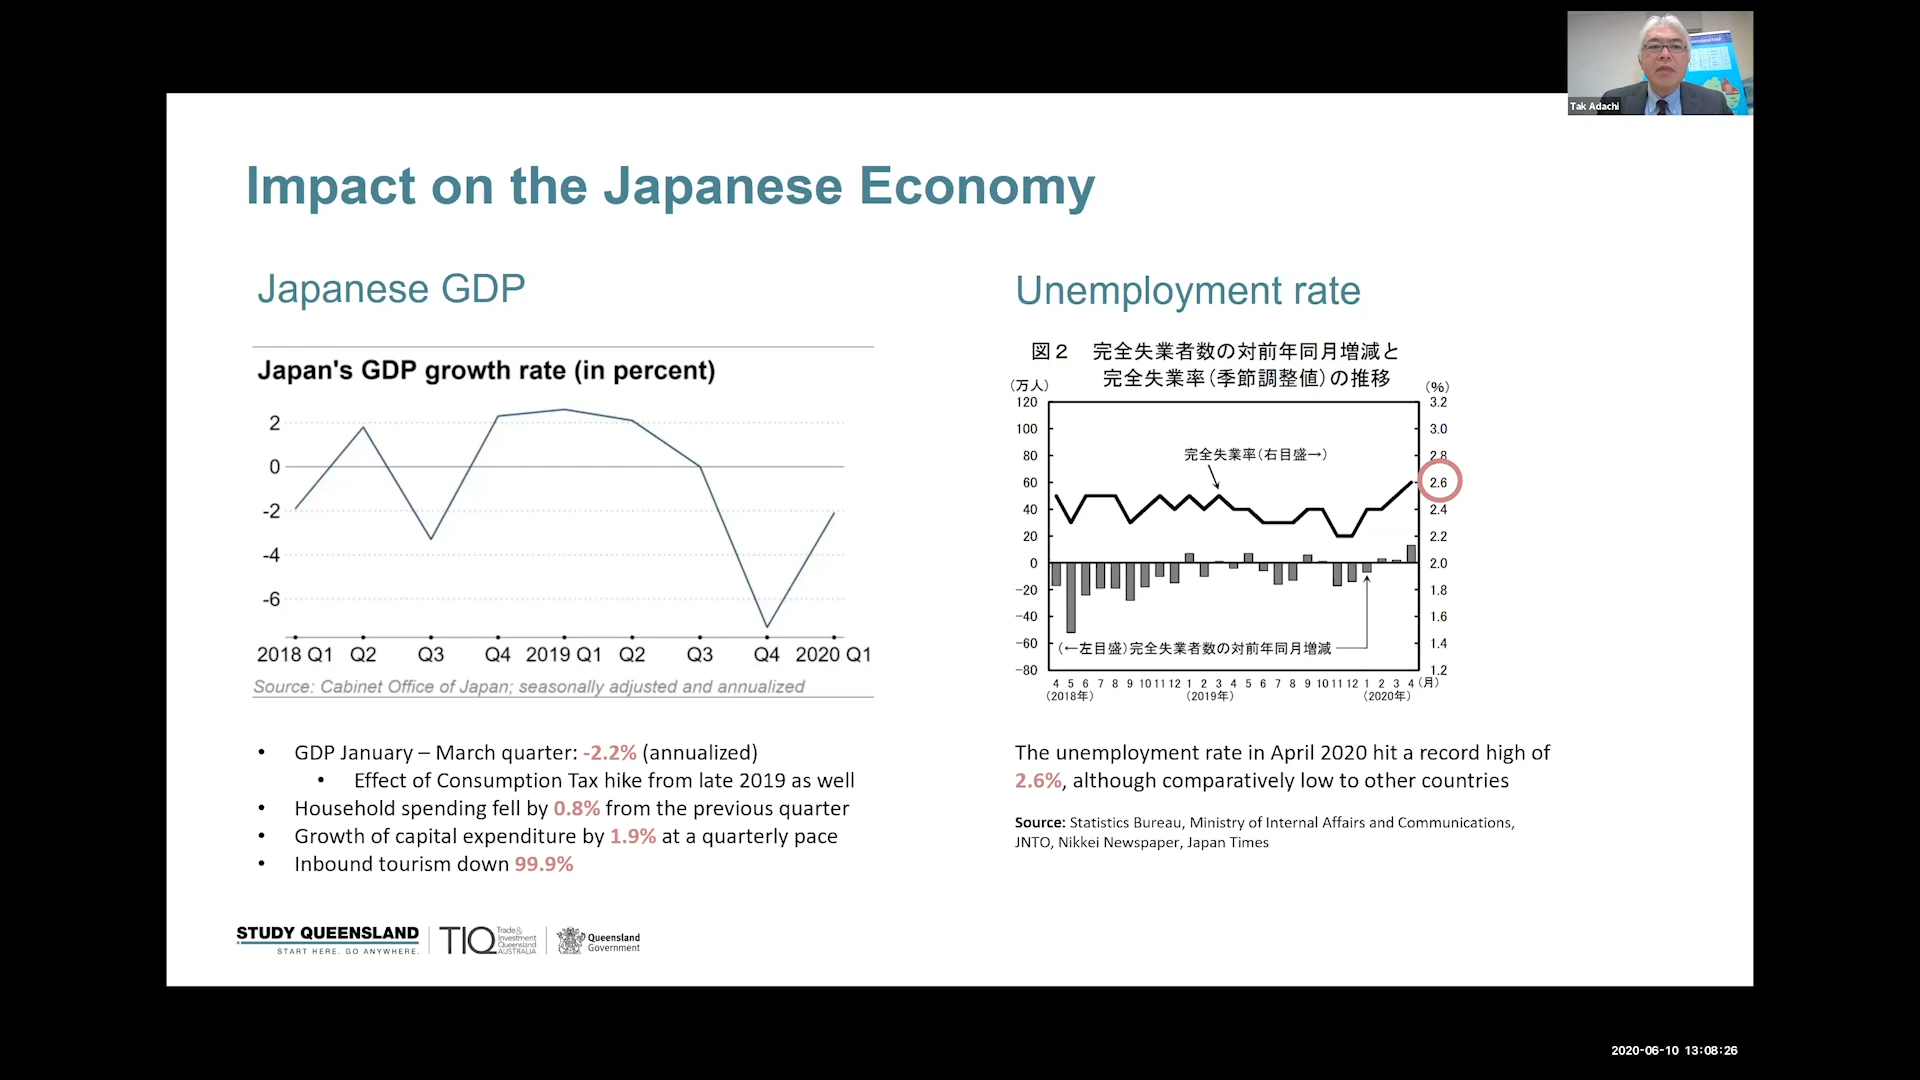 Tak Adachi
Impact on the Japanese Economy
Japanese GDP
Japan's GDP growth rate (in percent)
2
0
-2
-4
-6
2018 Q1 Q2 Q3 Q4 2019 Q1 Q2 Q3 Q4 2020 Q1
Source: Cabinet Office of Japan; seasonally adjusted and annualized
• GDP January – March quarter: -2.2% (annualized)
• Effect of Consumption Tax hike from late 2019 as well
• Household spending fell by 0.8% from the previous quarter
• Growth of capital expenditure by 1.9% at a quarterly pace
• Inbound tourism down 99.9%
Unemployment rate
図2 完全失業者数の対前年同月増減と
完全失業率(季節調整値)の推移
(万人) (%)
120 3.2
100 3.0
80 2.8
60 2.6
40 2.4
20 2.2
0 2.0
-20 1.8
-40 1.6
-60 1.4
-80 1.2
完全失業率(右目盛→)
(←左目盛)完全失業者数の対前年同月増減
4 5 6 7 8 9 10 11 12 1 2 3 4 5 6 7 8 9 10 11 12 1 2 3 4 (月)
(2018年) (2019年) (2020年)
The unemployment rate in April 2020 hit a record high of
2.6%, although comparatively low to other countries
Source: Statistics Bureau, Ministry of Internal Affairs and Communications,
JNTO, Nikkei Newspaper, Japan Times
STUDY QUEENSLAND
START HERE. GO ANYWHERE.
TIQ
Trade &
Investment
Queensland
AUSTRALIA
Queensland
Government
2020-06-10 13:08:26